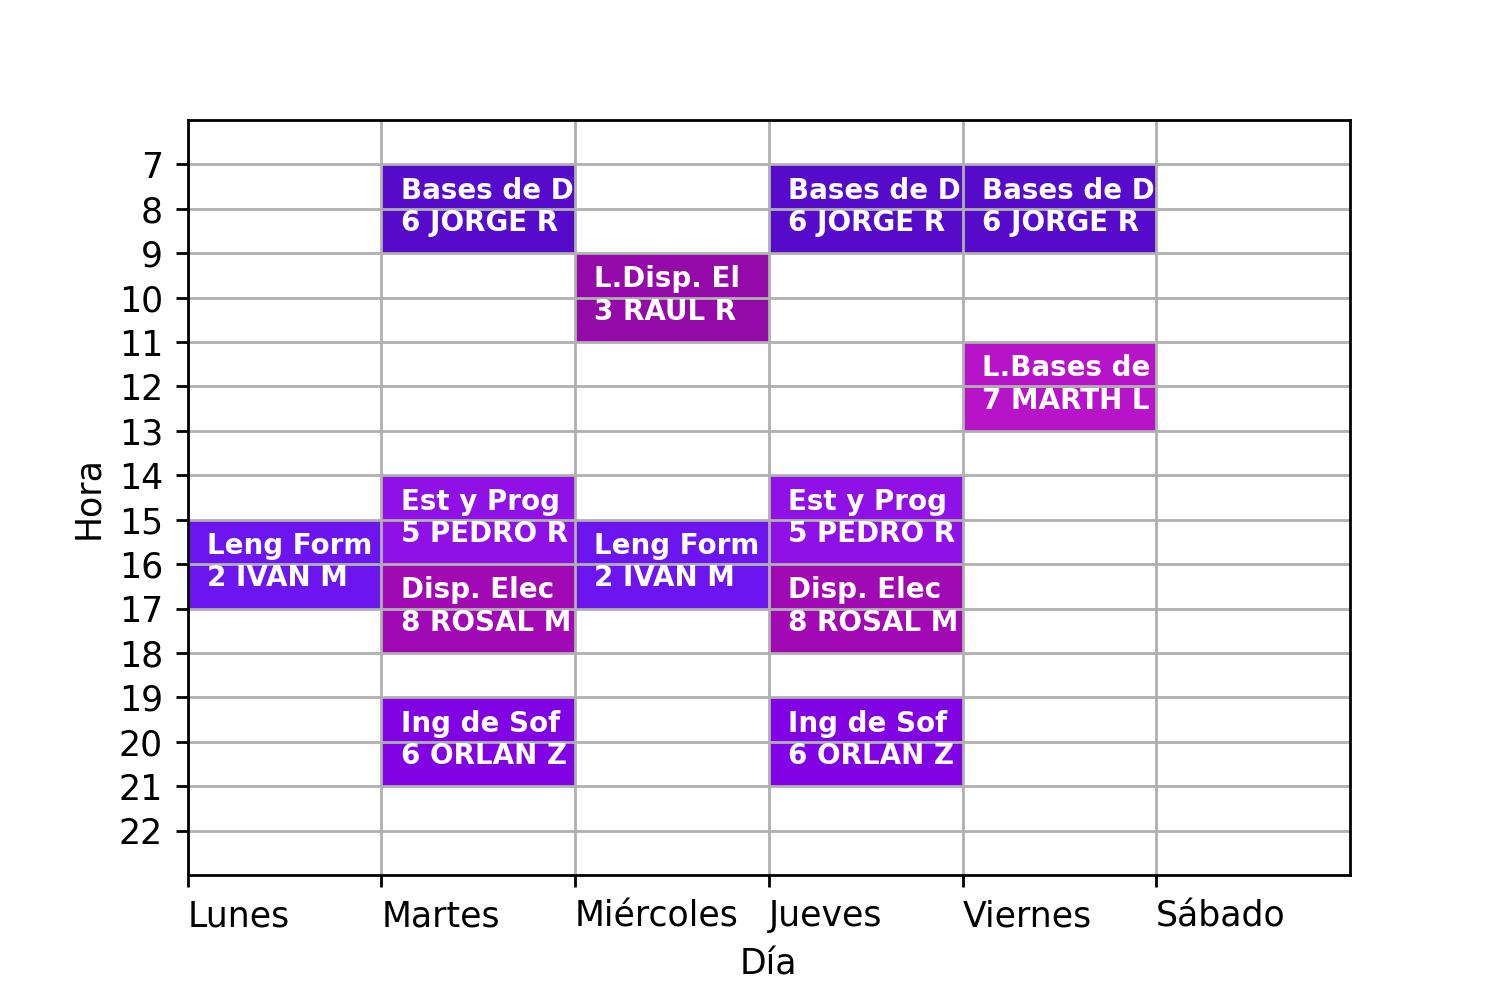 7
8
9
10
11
12
13
14
15
16
17
18
19
20
21
22
Hora
Bases de D
6 JORGE R
Bases de D
6 JORGE R
Bases de D
6 JORGE R
L.Disp. El
3 RAUL R
L.Bases de
7 MARTH L
Est y Prog
5 PEDRO R
Est y Prog
5 PEDRO R
Leng Form
2 IVAN M
Leng Form
2 IVAN M
Disp. Elec
8 ROSAL M
Disp. Elec
8 ROSAL M
Ing de Sof
6 ORLAN Z
Ing de Sof
6 ORLAN Z
Lunes
Martes
Miércoles
Jueves
Viernes
Sábado
Día